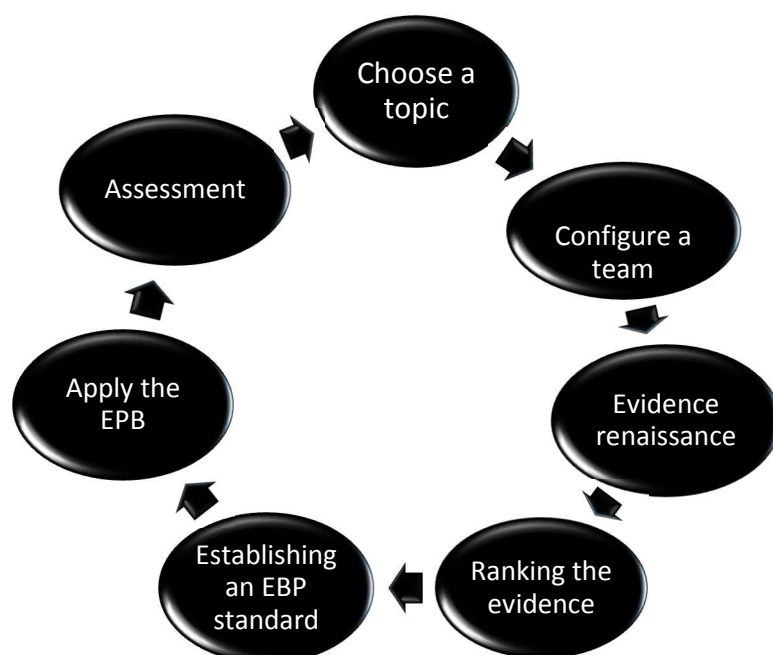 Choose a
topic
Configure a
team
Evidence
renaissance
Ranking the
evidence
Establishing
an EBP
standard
Apply the
EPB
Assessment